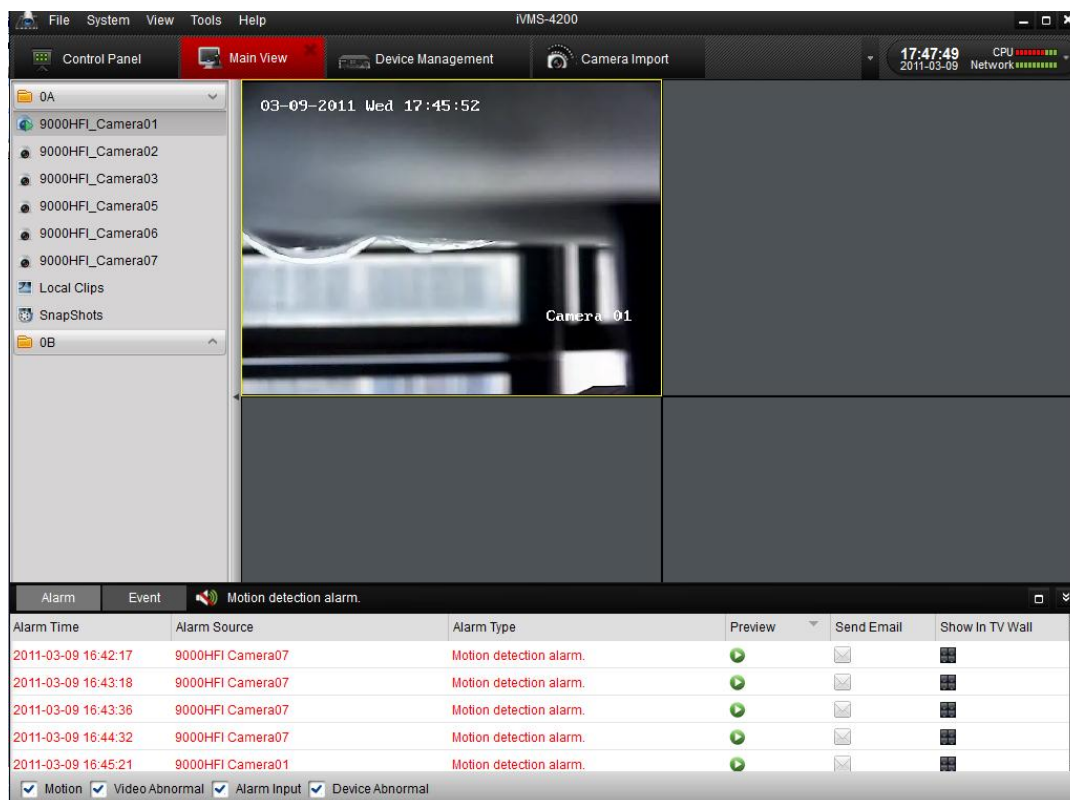 File System View Tools Help
iVMS-4200
Control Panel
Main View
Device Management
Camera Import
17:47:49
2011-03-09
CPU
Network
0A
9000HFI_Camera01
9000HFI_Camera02
9000HFI_Camera03
9000HFI_Camera05
9000HFI_Camera06
9000HFI_Camera07
Local Clips
SnapShots
0B
03-09-2011 Wed 17:45:52
Camera 01
Alarm Event Motion detection alarm.
Alarm Time Alarm Source Alarm Type Preview Send Email Show In TV Wall
2011-03-09 16:42:17 9000HFI Camera07 Motion detection alarm.
2011-03-09 16:43:18 9000HFI Camera07 Motion detection alarm.
2011-03-09 16:43:36 9000HFI Camera07 Motion detection alarm.
2011-03-09 16:44:32 9000HFI Camera07 Motion detection alarm.
2011-03-09 16:45:21 9000HFI Camera01 Motion detection alarm.
Motion Video Abnormal Alarm Input Device Abnormal